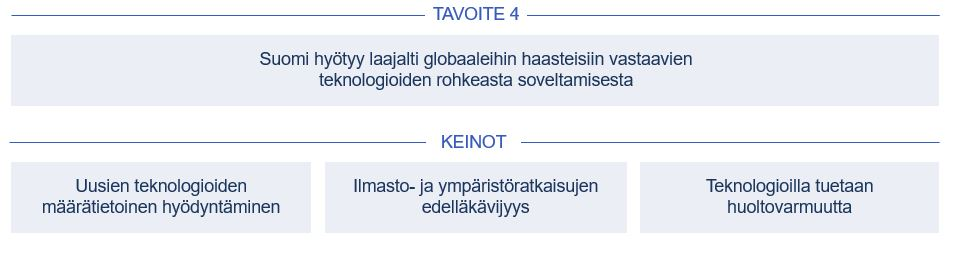 TAVOITE 4
Suomi hyötyy laajalti globaaleihin haasteisiin vastaavien
teknologioiden rohkeasta soveltamisesta
KEINOT
Uusien teknologioiden
määrätietoinen hyödyntäminen
Ilmasto- ja ympäristöratkaisujen
edelläkävijyys
Teknologioilla tuetaan
huoltovarmuutta